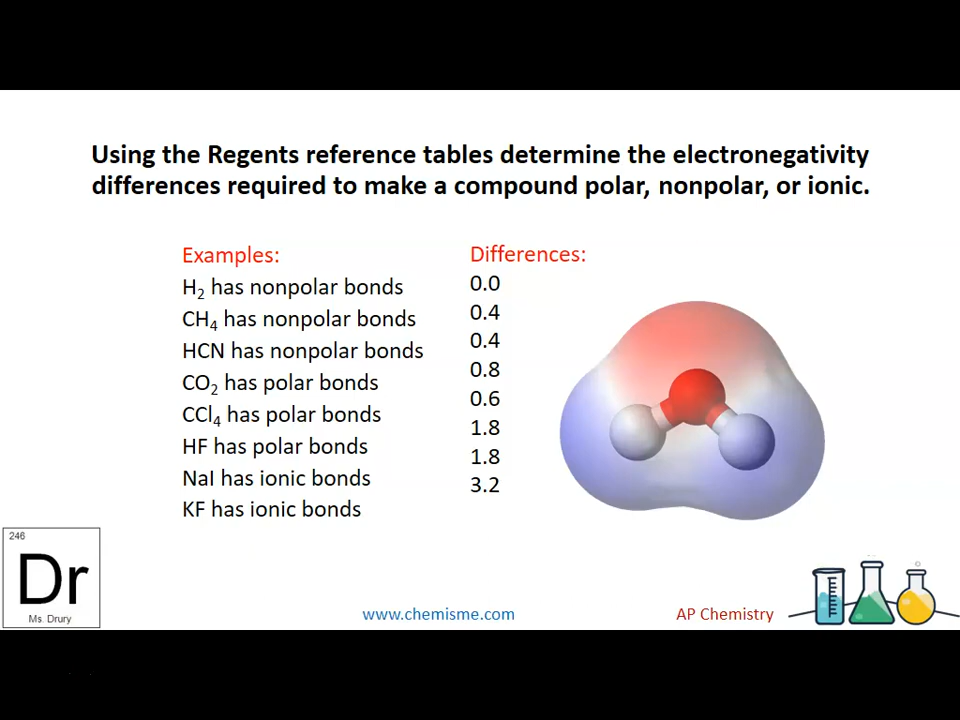 Using the Regents reference tables determine the electronegativity
differences required to make a compound polar, nonpolar, or ionic.
Examples:
H₂ has nonpolar bonds
CH₄ has nonpolar bonds
HCN has nonpolar bonds
CO₂ has polar bonds
CCl₄ has polar bonds
HF has polar bonds
NaI has ionic bonds
KF has ionic bonds
Differences:
0.0
0.4
0.4
0.8
0.6
1.8
1.8
3.2
246
Dr
Ms. Drury
www.chemisme.com
AP Chemistry